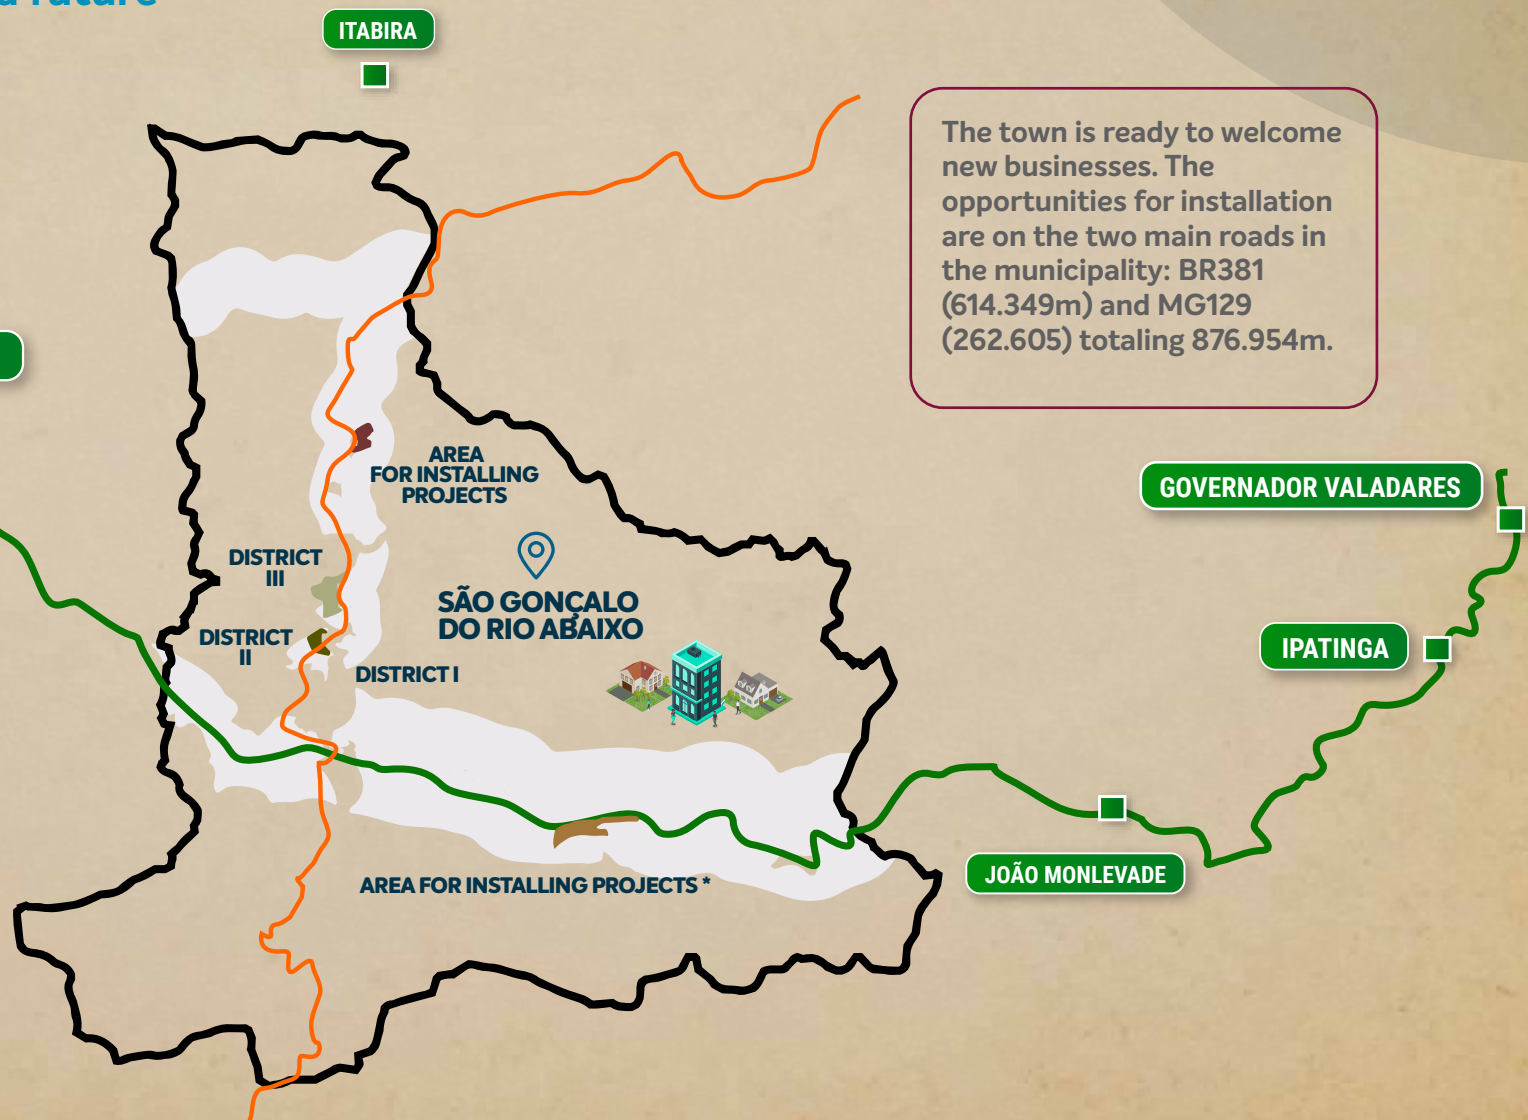 ITABIRA
The town is ready to welcome
new businesses. The
opportunities for installation
are on the two main roads in
the municipality: BR381
(614.349m) and MG129
(262.605) totaling 876.954m.
AREA
FOR INSTALLING
PROJECTS
GOVERNADOR VALADARES
DISTRICT
III
SÃO GONÇALO
DO RIO ABAIXO
DISTRICT
II
IPATINGA
DISTRICT I
JOÃO MONLEVADE
AREA FOR INSTALLING PROJECTS *